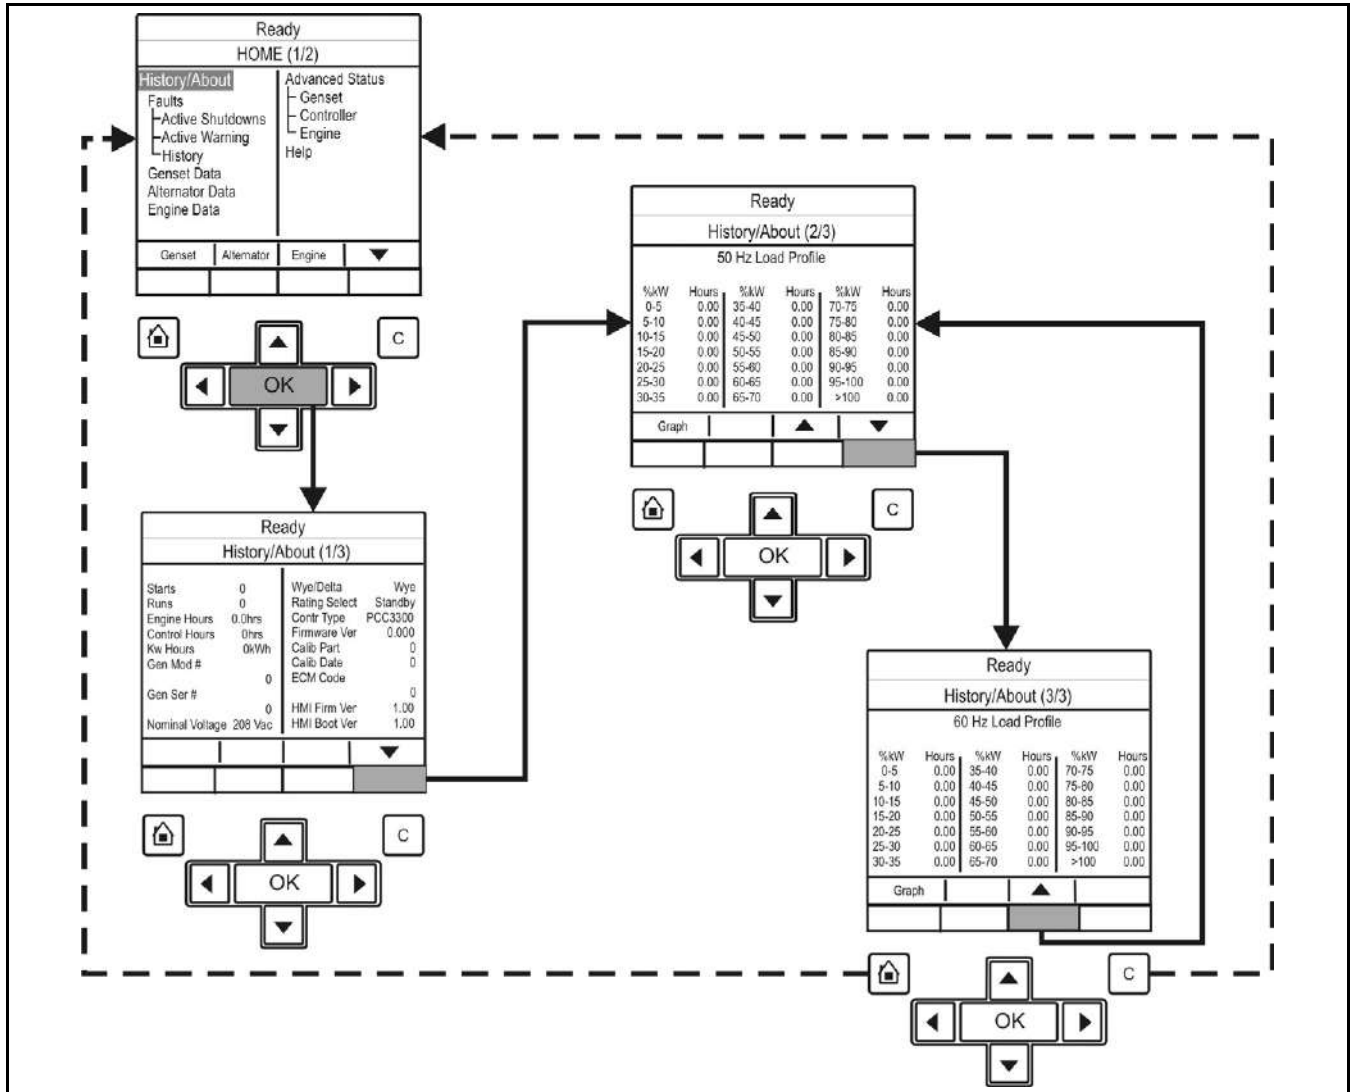 Ready
HOME (1/2)
History/About
Faults
Active Shutdowns
Active Warning
History
Genset Data
Alternator Data
Engine Data
Advanced Status
Genset
Controller
Engine
Help
Genset Alternator Engine
C
OK
Ready
History/About (1/3)
Starts 0
Runs 0
Engine Hours 0.0hrs
Control Hours 0hrs
Kw Hours 0kWh
Gen Mod #
0
Gen Ser #
0
Nominal Voltage 208 Vac
Wye/Delta Wye
Rating Select Standby
Contr Type PCC3300
Firmware Ver 0.000
Calib Part 0
Calib Date 0
ECM Code
0
HMI Firm Ver 1.00
HMI Boot Ver 1.00
C
OK
Ready
History/About (2/3)
50 Hz Load Profile
%kW Hours %kW Hours %kW Hours
0-5 0.00 35-40 0.00 70-75 0.00
5-10 0.00 40-45 0.00 75-80 0.00
10-15 0.00 45-50 0.00 80-85 0.00
15-20 0.00 50-55 0.00 85-90 0.00
20-25 0.00 55-60 0.00 90-95 0.00
25-30 0.00 60-65 0.00 95-100 0.00
30-35 0.00 65-70 0.00 >100 0.00
Graph
C
OK
Ready
History/About (3/3)
60 Hz Load Profile
%kW Hours %kW Hours %kW Hours
0-5 0.00 35-40 0.00 70-75 0.00
5-10 0.00 40-45 0.00 75-80 0.00
10-15 0.00 45-50 0.00 80-85 0.00
15-20 0.00 50-55 0.00 85-90 0.00
20-25 0.00 55-60 0.00 90-95 0.00
25-30 0.00 60-65 0.00 95-100 0.00
30-35 0.00 65-70 0.00 >100 0.00
Graph
C
OK